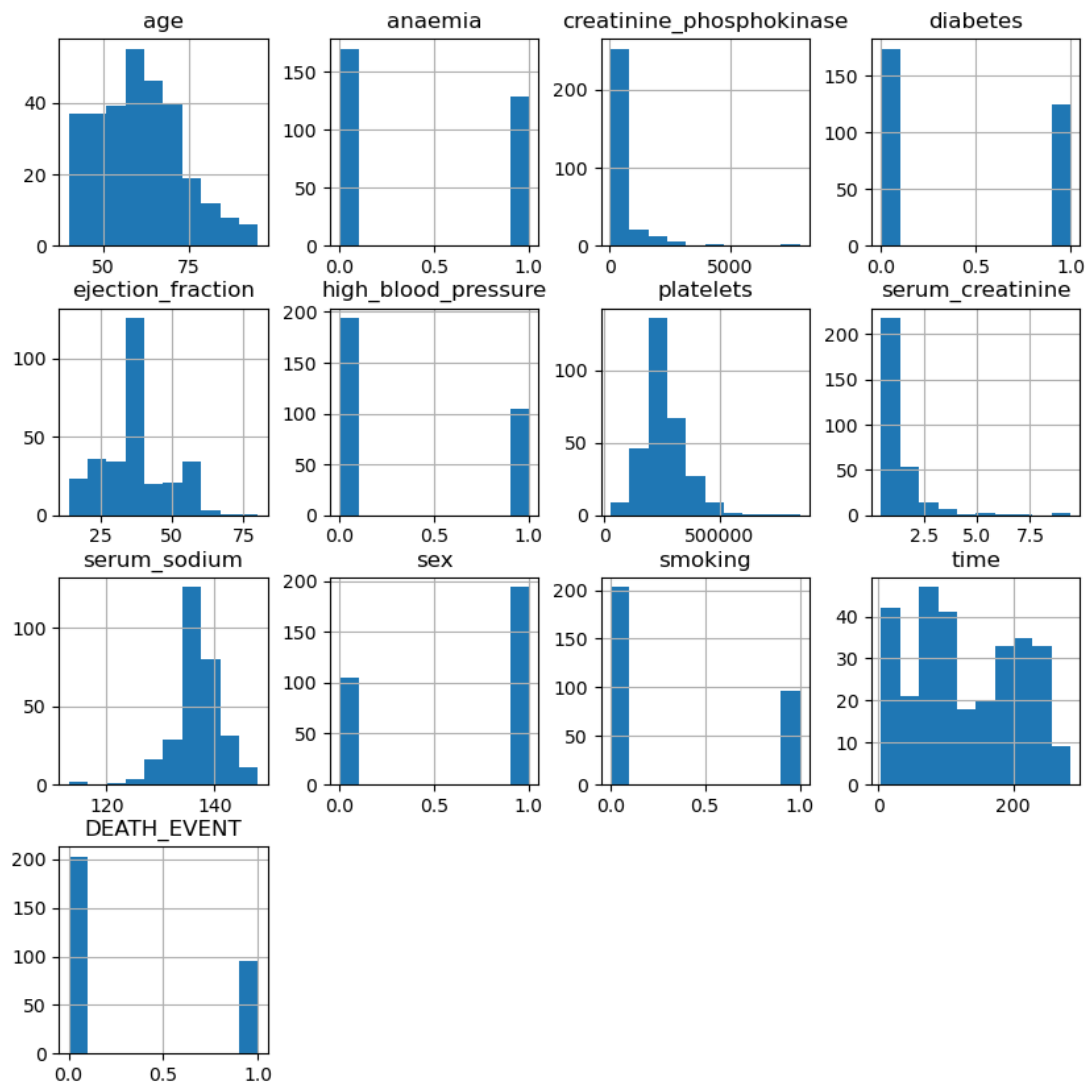 age anaemia creatinine_phosphokinase diabetes
40 150 200 150
20 100 100 100
0 50 0 50
0 0
50 75 0.0 0.5 1.0 0 5000 0.0 0.5 1.0
ejection_fraction high_blood_pressure platelets serum_creatinine
100 200 100 200
50 150 50 150
0 100 0 100
50 50
0 0
25 50 75 0.0 0.5 1.0 0 500000 2.5 5.0 7.5
serum_sodium sex smoking time
100 200 200 40
50 150 150 30
0 100 100 20
50 50 10
0 0 0
120 140 0.0 0.5 1.0 0.0 0.5 1.0 0 200
DEATH_EVENT
200
150
100
50
0
0.0 0.5 1.0